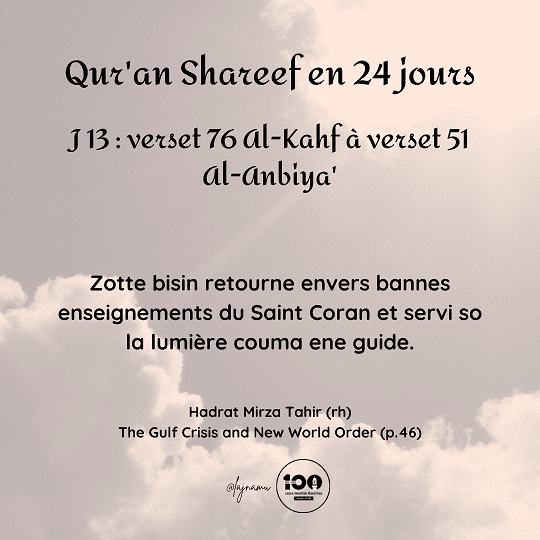 Qur'an Shareef en 24 jours
J 13 : verset 76 Al-Kahf à verset 51
Al-Anbiya'
Zotte bisin retourne envers bannes
enseignements du Saint Coran et servi so
la lumière couma ene guide.
Hadrat Mirza Tahir (rh)
The Gulf Crisis and New World Order (p.46)
@lajnamu
100